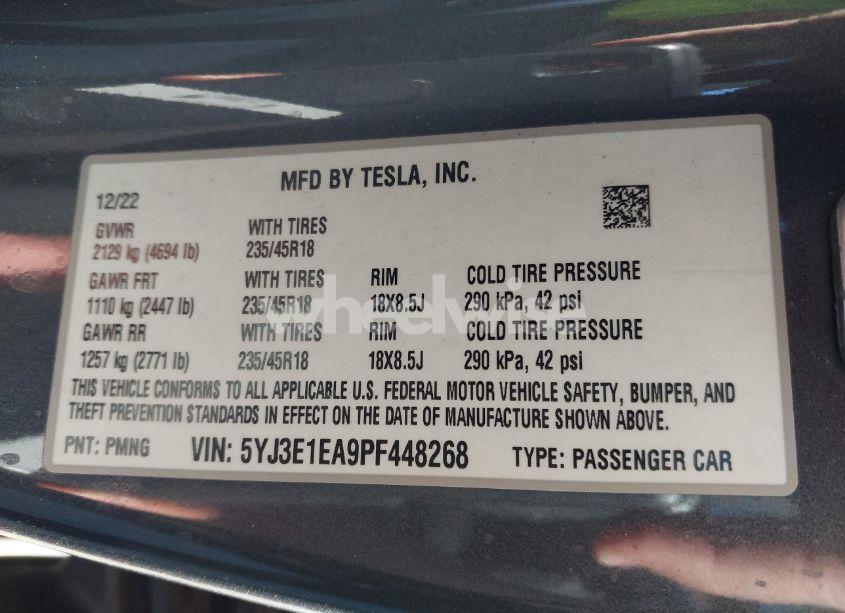 MFD BY TESLA, INC.
12/22
GVWR WITH TIRES
2129 kg (4694 lb) 235/45R18
GAWR FRT WITH TIRES RIM COLD TIRE PRESSURE
1110 kg (2447 lb) 235/45R18 18X8.5J 290 kPa, 42 psi
GAWR RR WITH TIRES RIM COLD TIRE PRESSURE
1257 kg (2771 lb) 235/45R18 18X8.5J 290 kPa, 42 psi
THIS VEHICLE CONFORMS TO ALL APPLICABLE U.S. FEDERAL MOTOR VEHICLE SAFETY, BUMPER, AND
THEFT PREVENTION STANDARDS IN EFFECT ON THE DATE OF MANUFACTURE SHOWN ABOVE.
PNT: PMNG VIN: 5YJ3E1EA9PF448268 TYPE: PASSENGER CAR
wheelwise